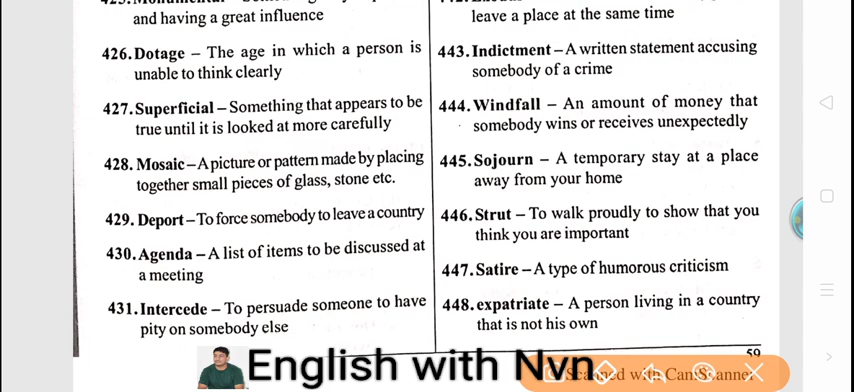 and having a great influence
426. Dotage – The age in which a person is
unable to think clearly
427. Superficial – Something that appears to be
true until it is looked at more carefully
428. Mosaic – A picture or pattern made by placing
together small pieces of glass, stone etc.
429. Deport – To force somebody to leave a country
430. Agenda – A list of items to be discussed at
a meeting
431. Intercede – To persuade someone to have
pity on somebody else
leave a place at the same time
443. Indictment – A written statement accusing
somebody of a crime
444. Windfall – An amount of money that
somebody wins or receives unexpectedly
445. Sojourn – A temporary stay at a place
away from your home
446. Strut – To walk proudly to show that you
think you are important
447. Satire – A type of humorous criticism
448. expatriate – A person living in a country
that is not his own
59
English with Nvn
Scanned with CamScanner